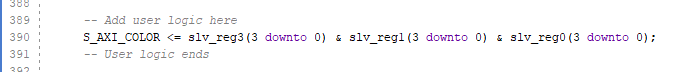 388
389 -- Add user logic here
390 S_AXI_COLOR <= slv_reg3(3 downto 0) & slv_reg1(3 downto 0) & slv_reg0(3 downto 0);
391 -- User logic ends
392